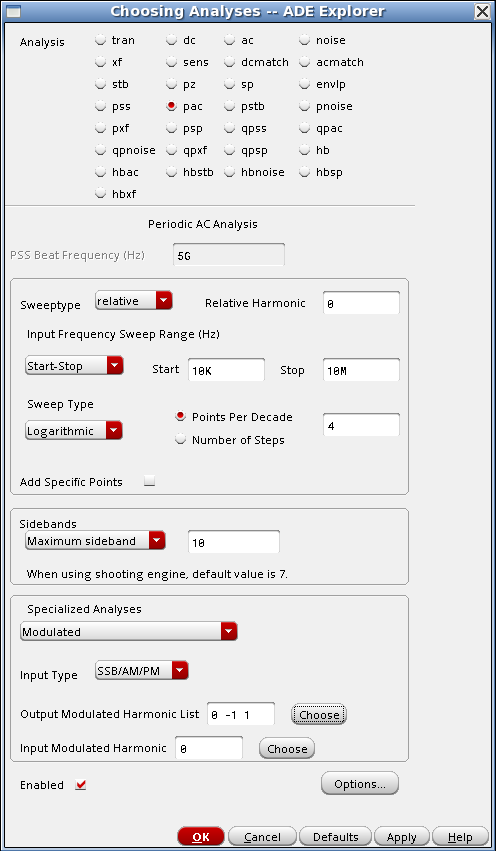 Choosing Analyses -- ADE Explorer
Analysis tran dc ac noise
xf sens dcmatch acmatch
stb pz sp envlp
pss pac pstb pnoise
pxf psp qpss qpac
qpnoise qpxf qpsp hb
hbac hbstb hbnoise hbsp
hbxf
Periodic AC Analysis
PSS Beat Frequency (Hz) 5G
Sweeptype relative Relative Harmonic 0
Input Frequency Sweep Range (Hz)
Start-Stop Start 10K Stop 10M
Sweep Type
Logarithmic
Points Per Decade
Number of Steps
4
Add Specific Points
Sidebands
Maximum sideband 10
When using shooting engine, default value is 7.
Specialized Analyses
Modulated
Input Type SSB/AM/PM
Output Modulated Harmonic List 0 -1 1 Choose
Input Modulated Harmonic 0 Choose
Enabled Options...
OK Cancel Defaults Apply Help